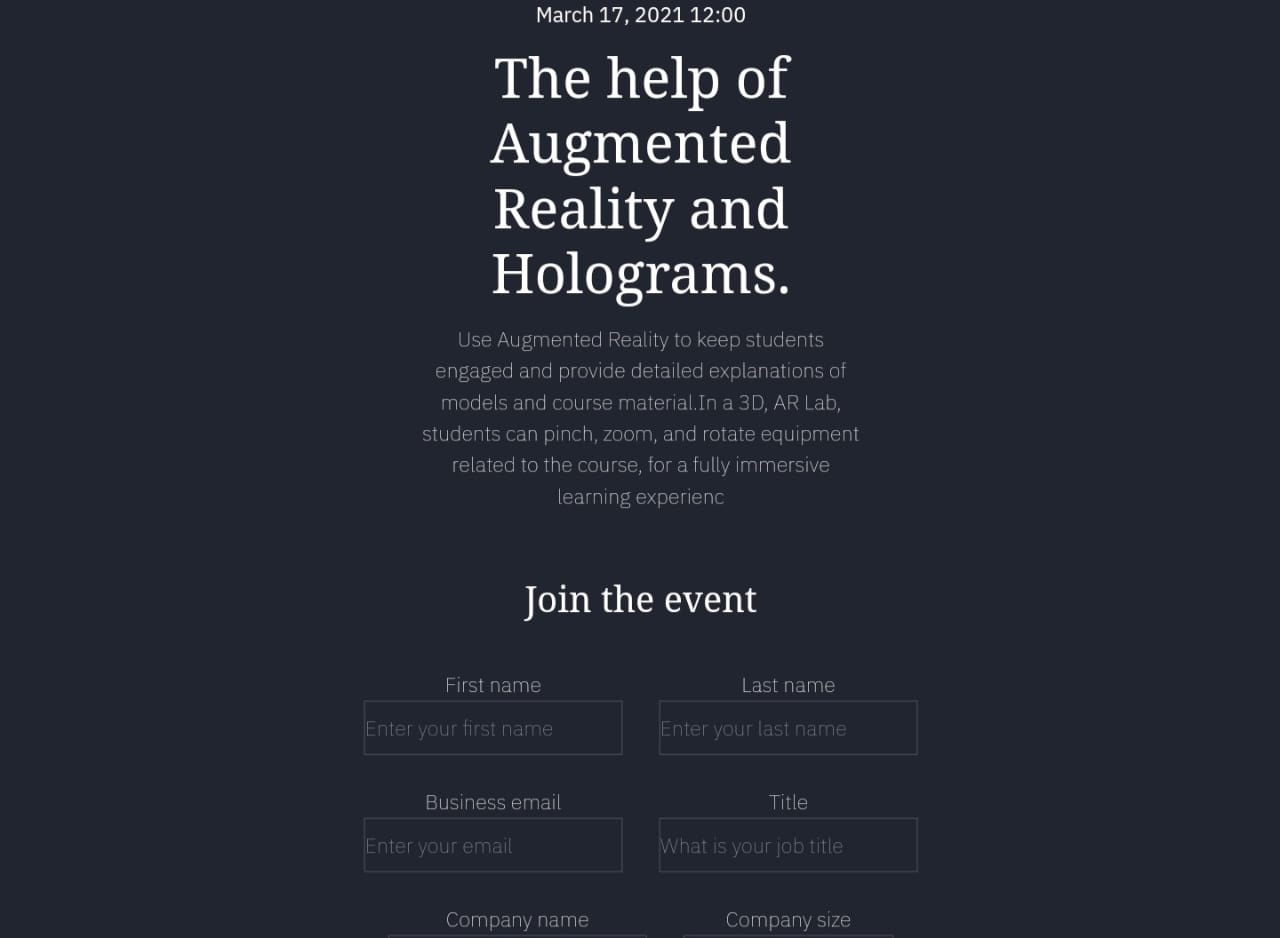 March 17, 2021 12:00
The help of
Augmented
Reality and
Holograms.
Use Augmented Reality to keep students
engaged and provide detailed explanations of
models and course material.In a 3D, AR Lab,
students can pinch, zoom, and rotate equipment
related to the course, for a fully immersive
learning experienc
Join the event
First name Last name
Enter your first name Enter your last name
Business email Title
Enter your email What is your job title
Company name Company size